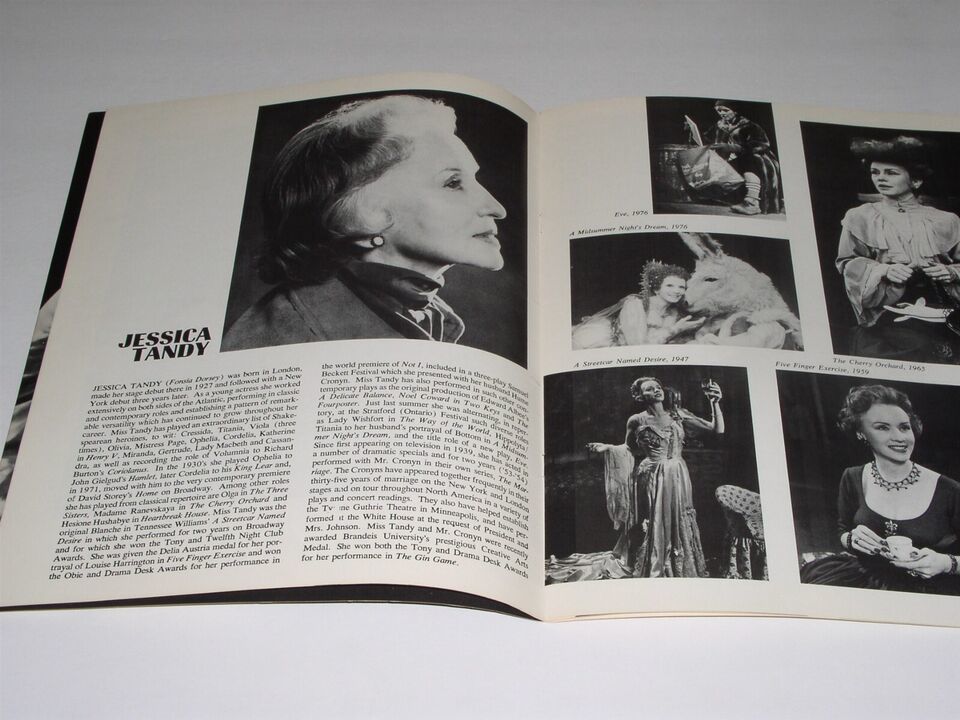 JESSICA
TANDY
JESSICA TANDY (Fonsia Dorsey) was born in London,
made her stage debut there in 1927 and followed with a New
York debut three years later. As a young actress she worked
extensively on both sides of the Atlantic, performing in classic
and contemporary roles and establishing a pattern of remark-
able versatility which has continued to grow throughout her
career. Miss Tandy has played an extraordinary list of Shake-
spearean heroines, to wit: Cressida, Titania, Viola (three
times), Olivia, Mistress Page, Ophelia, Cordelia, Katherine
in Henry V, Miranda, Gertrude, Lady Macbeth and Cassan-
dra, as well as recording the role of Volumnia to Richard
Burton's Coriolanus. In the 1930's she played Ophelia to
John Gielgud's Hamlet, later Cordelia to his King Lear and,
in 1971, moved with him to the very contemporary premiere
of David Storey's Home on Broadway. Among other roles
she has played from classical repertoire are Olga in The Three
Sisters, Madame Ranevskaya in The Cherry Orchard and
Hesione Hushabye in Heartbreak House. Miss Tandy was the
original Blanche in Tennessee Williams' A Streetcar Named
Desire in which she performed for two years on Broadway
and for which she won the Tony and Twelfth Night Club
Awards. She was given the Delia Austria medal for her por-
trayal of Louise Harrington in Five Finger Exercise and won
the Obie and Drama Desk Awards for her performance in
the world premiere of Not I, included in a three-play Samuel
Beckett Festival which she presented with her husband Hume
Cronyn. Miss Tandy has also performed in such other con-
temporary plays as the original production of Edward Albee's
A Delicate Balance, Noel Coward in Two Keys and The
Fourposter. Just last summer she was alternating, in reper-
tory, at the Stratford (Ontario) Festival such diverse roles
as Lady Wishfort in The Way of the World, Hippolyta/
Titania to her husband's portrayal of Bottom in A Midsum-
mer Night's Dream, and the title role of a new play, Eve.
Since first appearing on television in 1939, she has acted in
a number of dramatic specials and for two years ('53-'54)
performed with Mr. Cronyn in their own series, The Mar-
riage. The Cronyns have appeared together frequently in their
thirty-five years of marriage on the New York and London
stages and on tour throughout North America in a variety of
plays and concert readings. They also have helped establish
the Tyrone Guthrie Theatre in Minneapolis, and have per-
formed at the White House at the request of President and
Mrs. Johnson. Miss Tandy and Mr. Cronyn were recently
awarded Brandeis University's prestigious Creative Arts
Medal. She won both the Tony and Drama Desk Awards
for her performance in The Gin Game.
Eve, 1976
A Midsummer Night's Dream, 1976
A Streetcar Named Desire, 1947
The Cherry Orchard, 1965
Five Finger Exercise, 1959